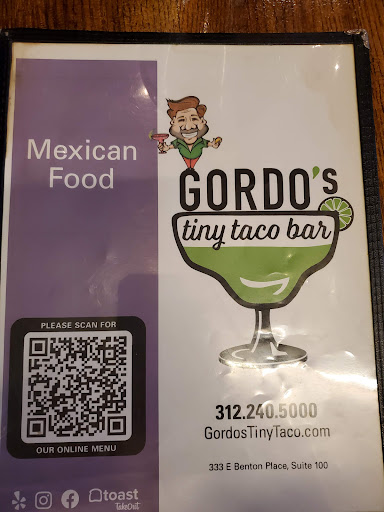 Mexican
Food
GORDO's
tiny taco bar
PLEASE SCAN FOR
OUR ONLINE MENU
312.240.5000
GordosTinyTaco.com
333 E Benton Place, Suite 100
toast
TakeOut